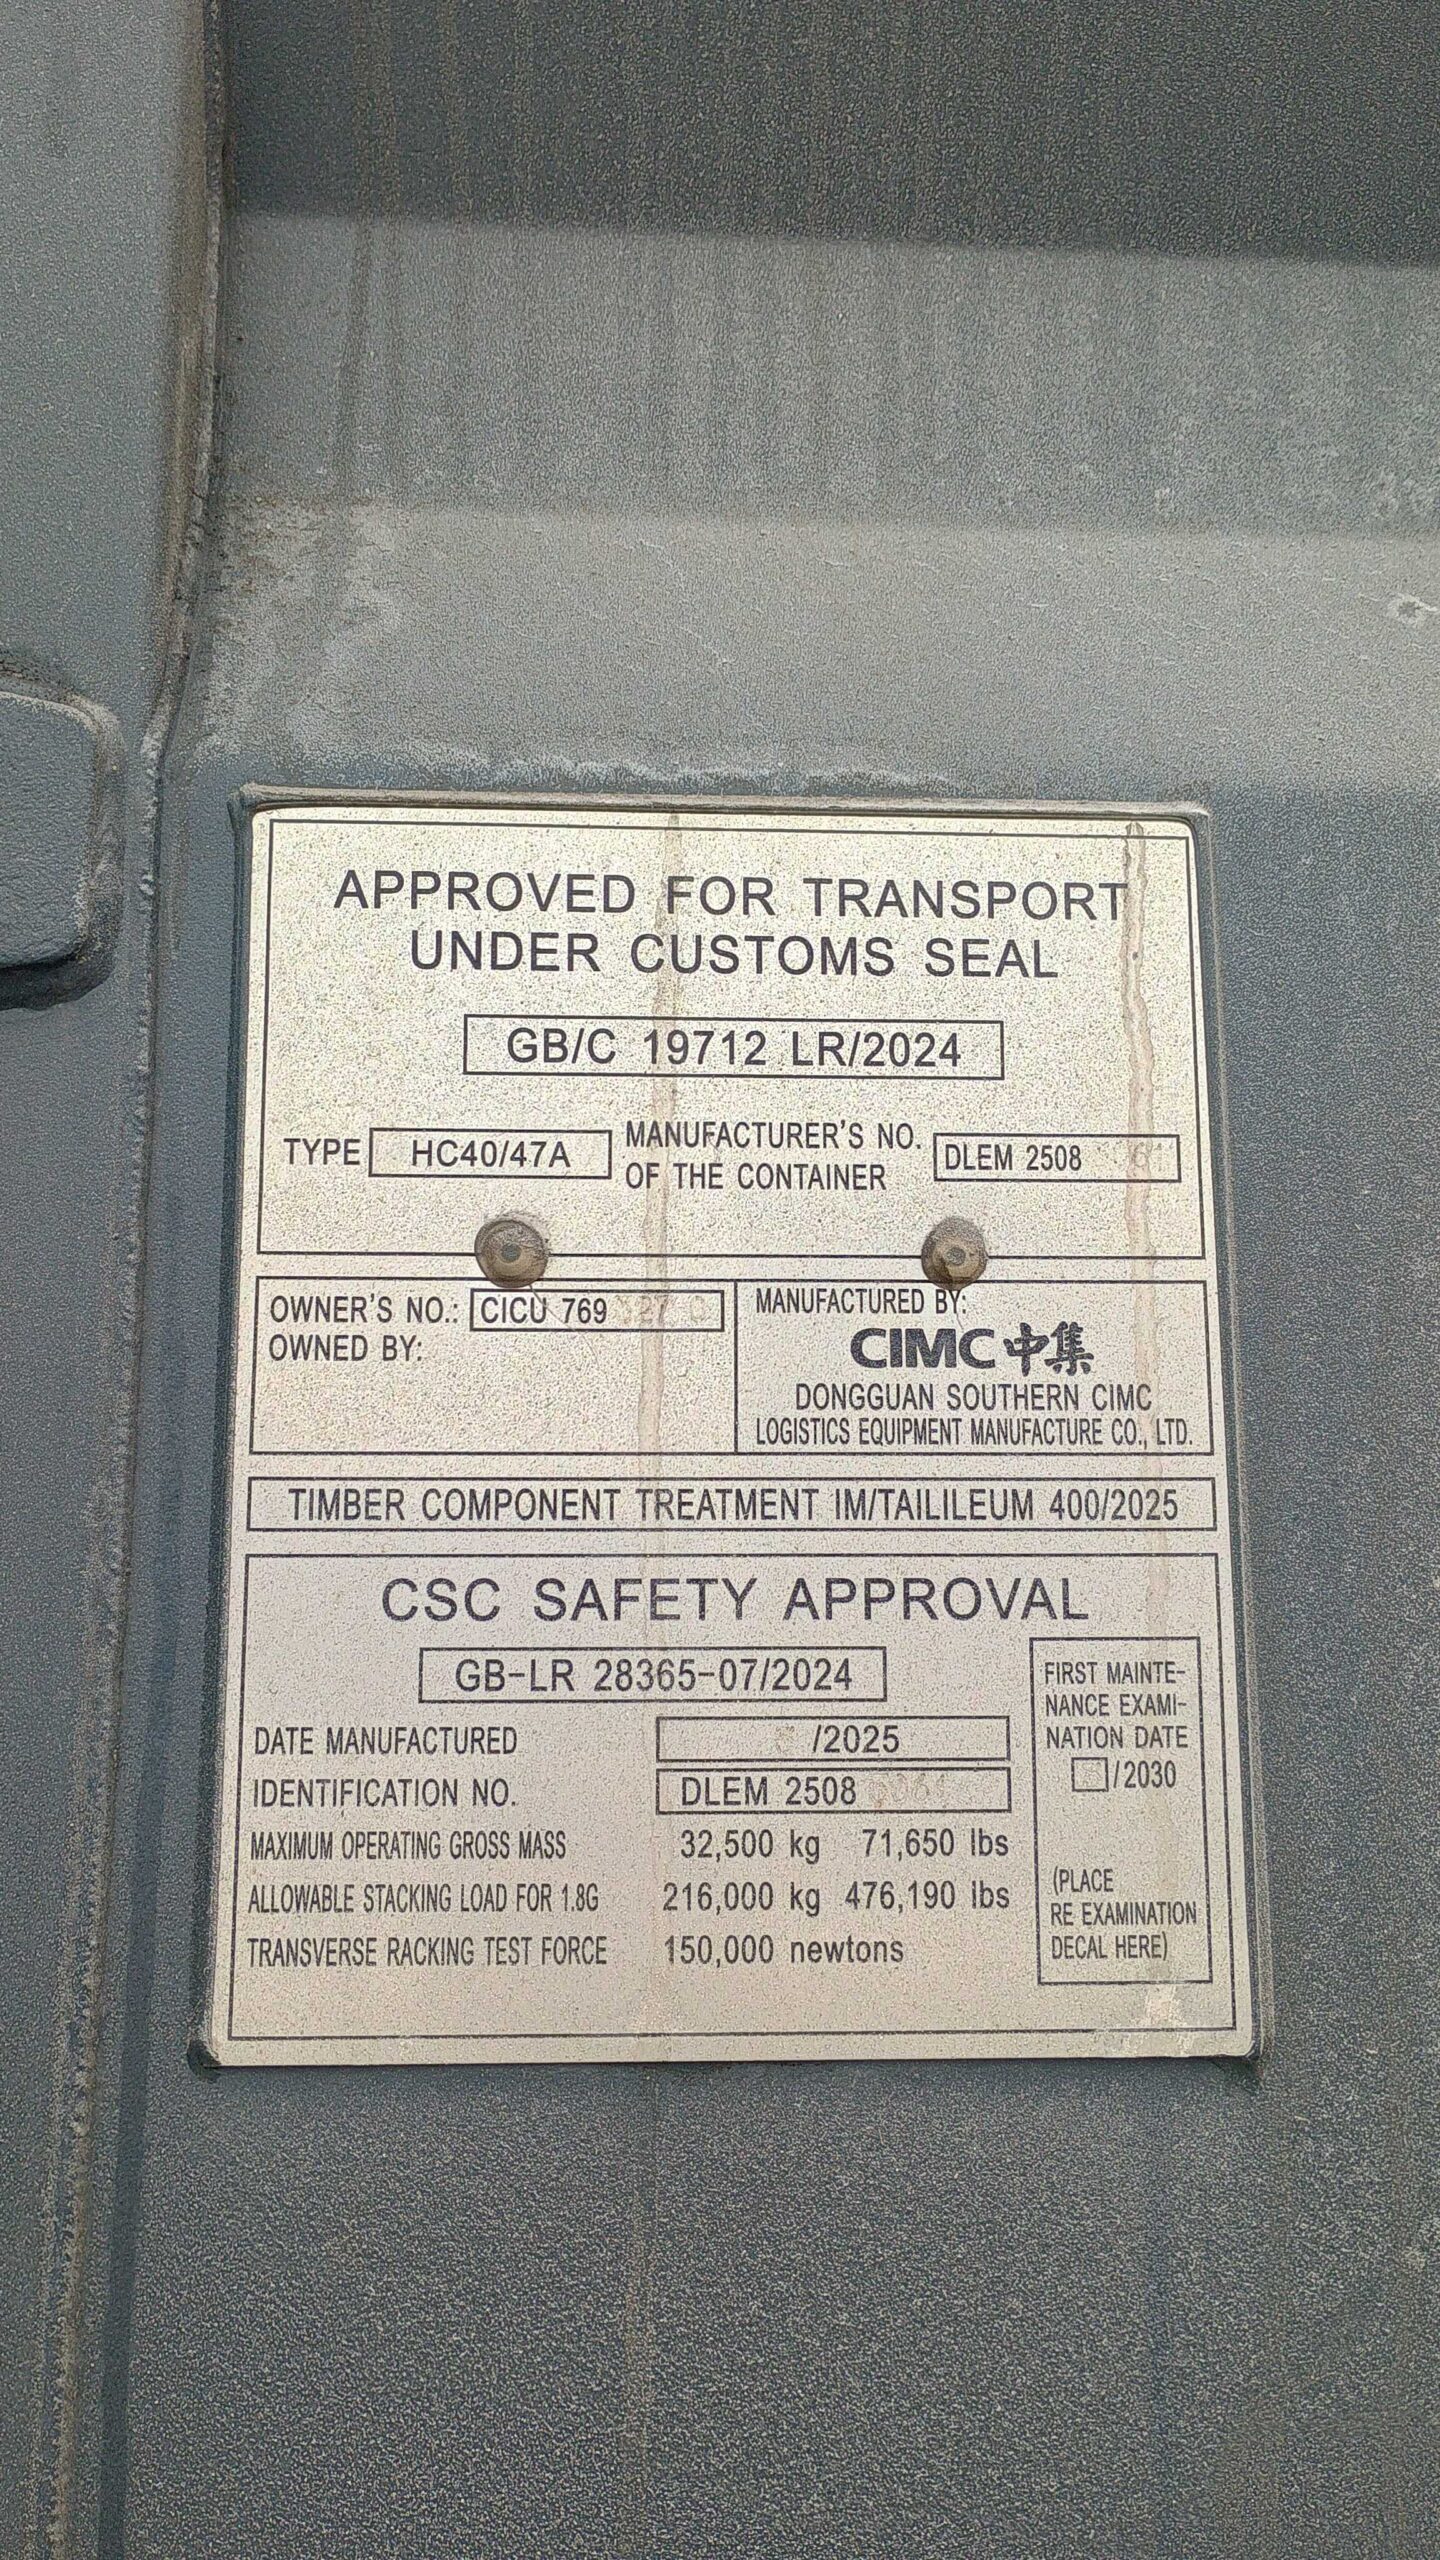 APPROVED FOR TRANSPORT
UNDER CUSTOMS SEAL
GB/C 19712 LR/2024
TYPE HC40/47A
MANUFACTURER'S NO.
OF THE CONTAINER
DLEM 2508
OWNER'S NO.: CICU 769
OWNED BY:
MANUFACTURED BY:
CIMC 中集
DONGGUAN SOUTHERN CIMC
LOGISTICS EQUIPMENT MANUFACTURE CO., LTD.
TIMBER COMPONENT TREATMENT IM/TAILILEUM 400/2025
CSC SAFETY APPROVAL
GB-LR 28365-07/2024
DATE MANUFACTURED /2025
IDENTIFICATION NO. DLEM 2508
MAXIMUM OPERATING GROSS MASS 32,500 kg 71,650 lbs
ALLOWABLE STACKING LOAD FOR 1.8G 216,000 kg 476,190 lbs
TRANSVERSE RACKING TEST FORCE 150,000 newtons
FIRST MAINTE-
NANCE EXAMI-
NATION DATE
/2030
(PLACE
RE EXAMINATION
DECAL HERE)